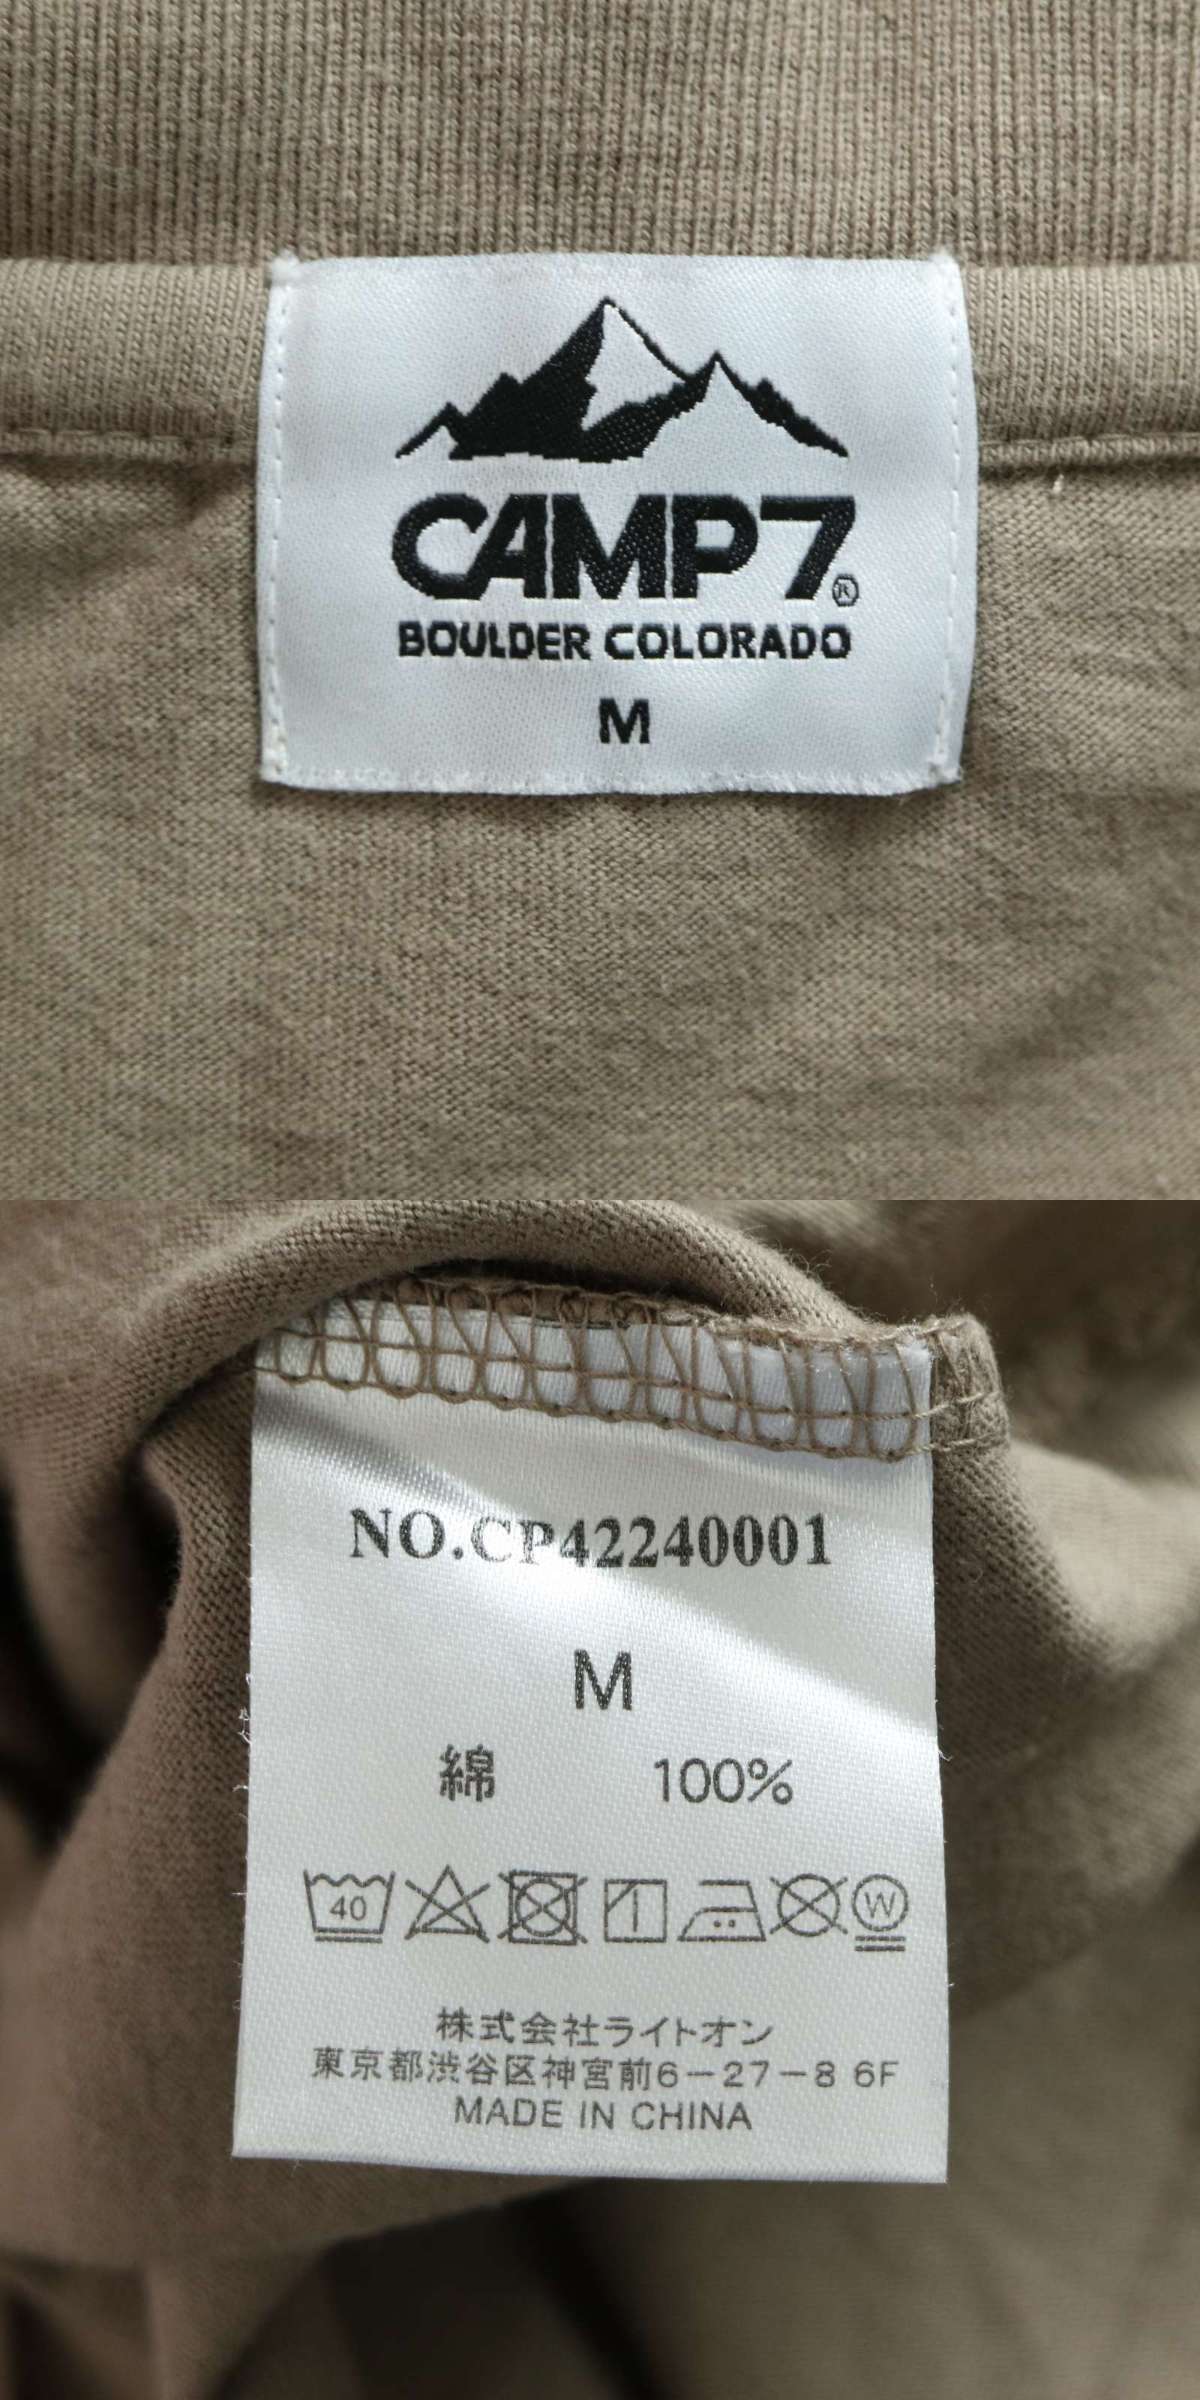 CAMP7®
BOULDER COLORADO
M
NO.CP42240001
M
綿 100%
40 W
株式会社ライトオン
東京都渋谷区神宮前6-27-8 6F
MADE IN CHINA